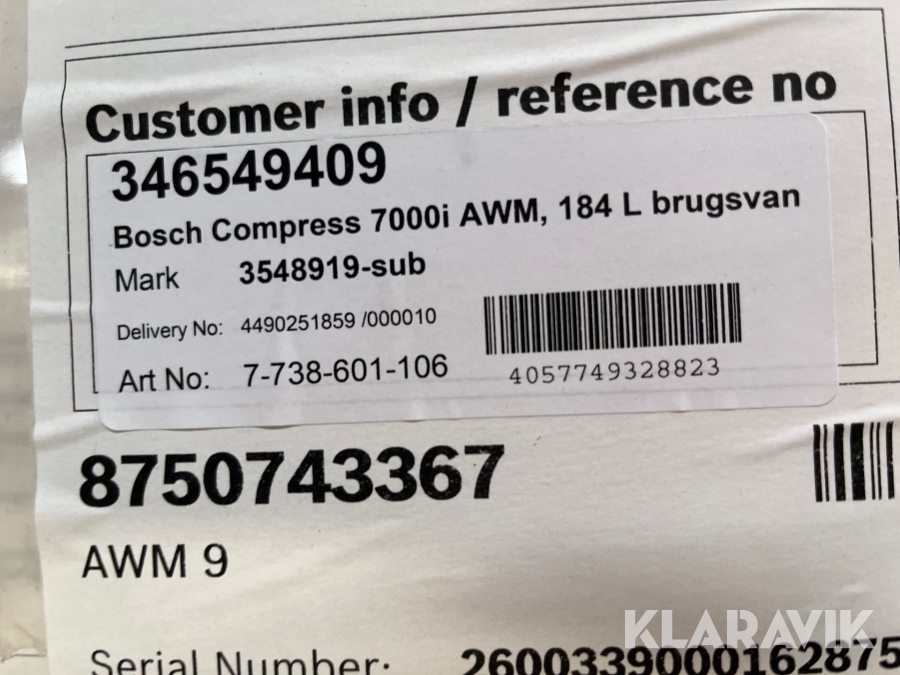 Customer info / reference no
346549409
Bosch Compress 7000i AWM, 184 L brugsvan
Mark 3548919-sub
Delivery No: 4490251859 /000010
Art No: 7-738-601-106
4057749328823
8750743367
AWM 9
KLARAVIK
Serial Number: 2600339000162875